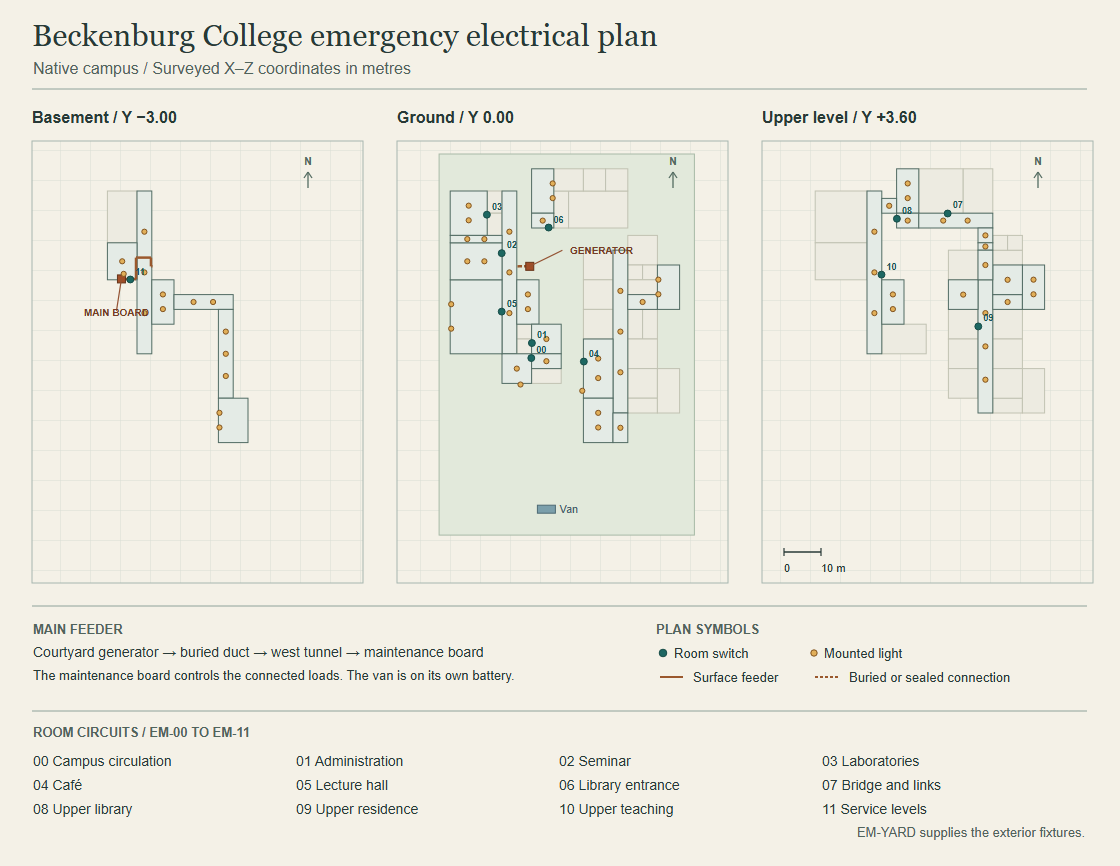 Beckenburg College emergency electrical plan
Native campus / Surveyed X–Z coordinates in metres
Basement / Y −3.00
Ground / Y 0.00
Upper level / Y +3.60
N
11
MAIN BOARD
N
03
06
02
GENERATOR
05
01
00
04
Van
N
07
08
10
09
0 10 m
MAIN FEEDER
Courtyard generator → buried duct → west tunnel → maintenance board
The maintenance board controls the connected loads. The van is on its own battery.
PLAN SYMBOLS
Room switch Mounted light
Surface feeder Buried or sealed connection
ROOM CIRCUITS / EM-00 TO EM-11
00 Campus circulation 01 Administration 02 Seminar 03 Laboratories
04 Café 05 Lecture hall 06 Library entrance 07 Bridge and links
08 Upper library 09 Upper residence 10 Upper teaching 11 Service levels
EM-YARD supplies the exterior fixtures.